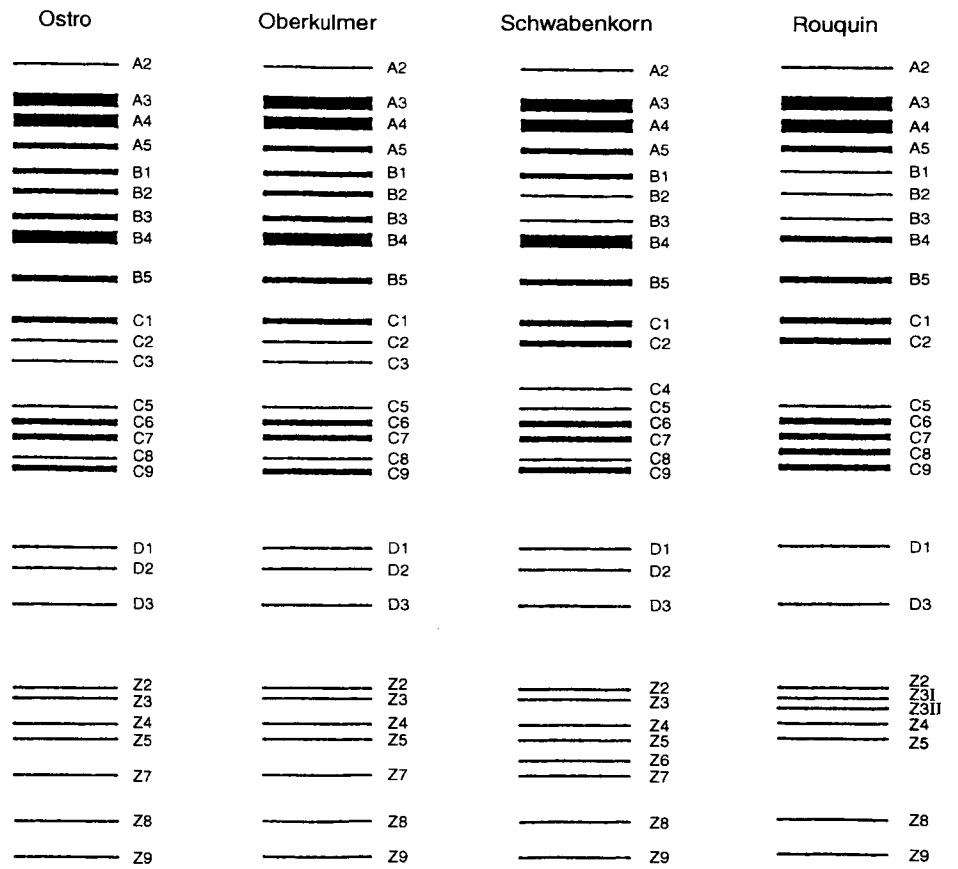 Ostro Oberkulmer Schwabenkorn Rouquin
A2 A2 A2 A2
A3 A3 A3 A3
A4 A4 A4 A4
A5 A5 A5 A5
B1 B1 B1 B1
B2 B2 B2 B2
B3 B3 B3 B3
B4 B4 B4 B4
B5 B5 B5 B5
C1 C1 C1 C1
C2 C2 C2 C2
C3 C3
C4
C5 C5 C5 C5
C6 C6 C6 C6
C7 C7 C7 C7
C8 C8 C8 C8
C9 C9 C9 C9
D1 D1 D1 D1
D2 D2 D2
D3 D3 D3 D3
Z2 Z2 Z2 Z2
Z3 Z3 Z3 Z3I
Z3II
Z4 Z4 Z4 Z4
Z5 Z5 Z5 Z5
Z6
Z7 Z7 Z7
Z8 Z8 Z8 Z8
Z9 Z9 Z9 Z9